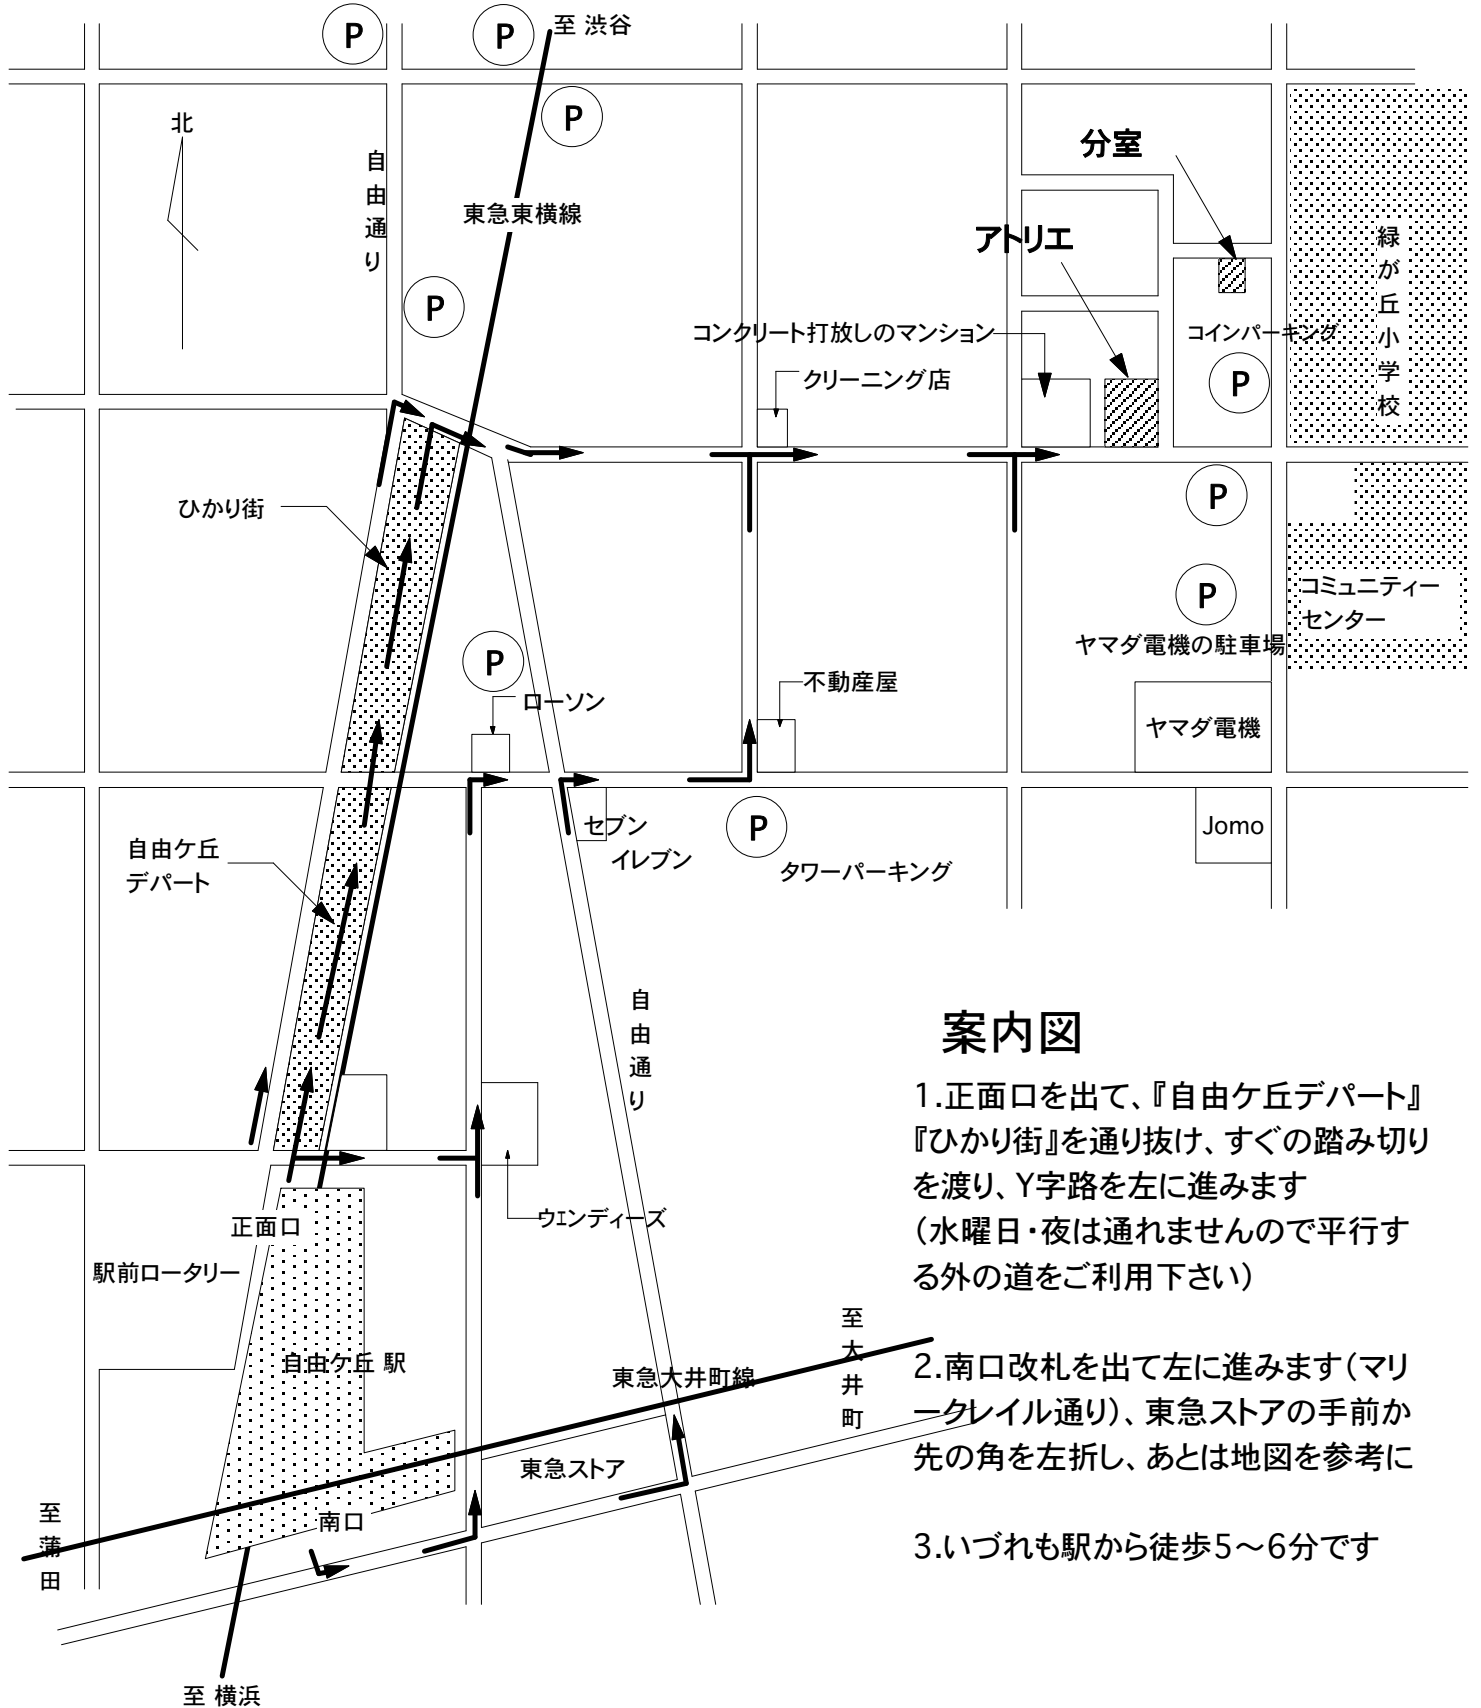 P
P
至 渋谷
P
北
分室
自由通り
東急東横線
アトリエ
緑が丘小学校
P
コンクリート打放しのマンション
コインパーキング
クリーニング店
P
ひかり街
P
コミュニティー
センター
P
ヤマダ電機の駐車場
P
ローソン
不動産屋
ヤマダ電機
セブン
イレブン
P
タワーパーキング
Jomo
自由ケ丘
デパート
自由通り
案内図
1.正面口を出て、『自由ケ丘デパート』
『ひかり街』を通り抜け、すぐの踏み切り
を渡り、Y字路を左に進みます
(水曜日・夜は通れませんので平行す
る外の道をご利用下さい)
正面口
ウエンディーズ
駅前ロータリー
自由ケ丘 駅
東急大井町線
至大井町
2.南口改札を出て左に進みます(マリ
ークレイル通り)、東急ストアの手前か
先の角を左折し、あとは地図を参考に
東急ストア
南口
至蒲田
3.いづれも駅から徒歩5～6分です
至 横浜